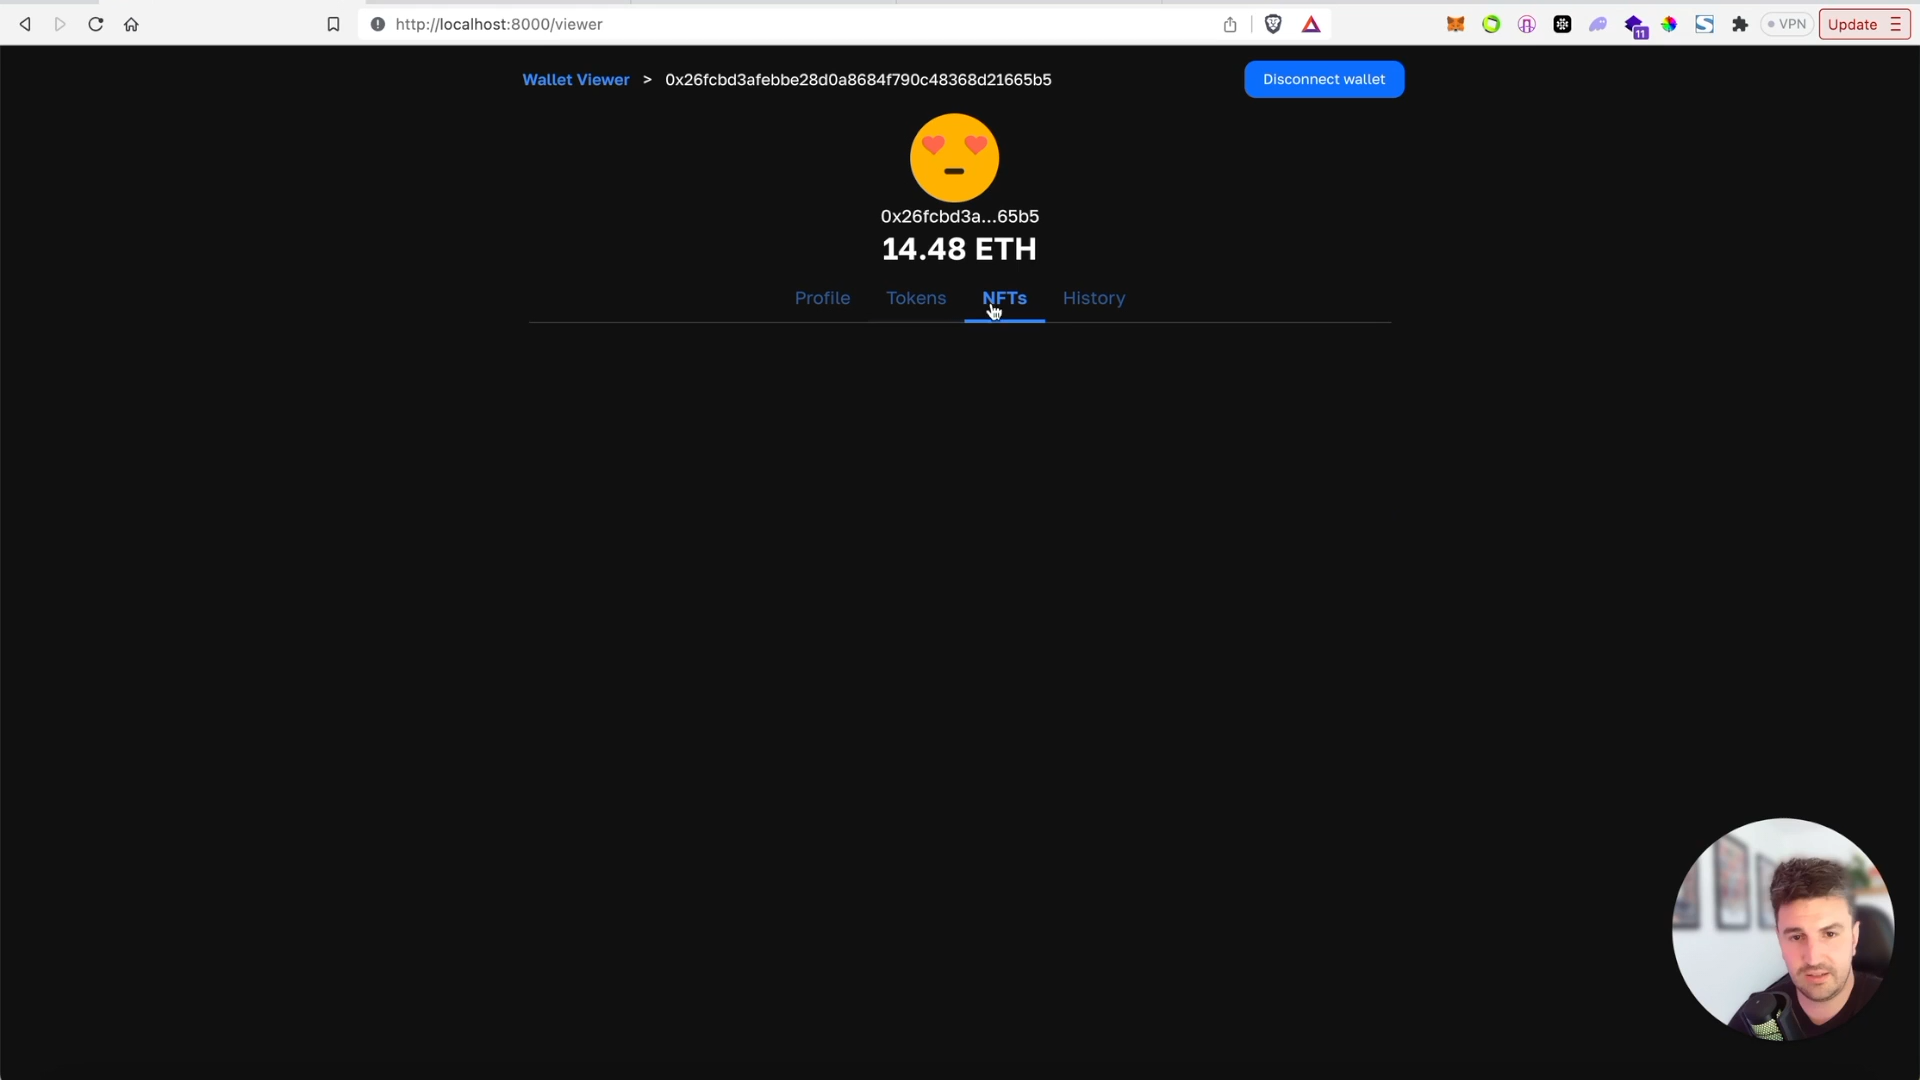 http://localhost:8000/viewer
11
VPN
Update
Wallet Viewer > 0x26fcbd3afebbe28d0a8684f790c48368d21665b5
Disconnect wallet
0x26fcbd3a...65b5
14.48 ETH
Profile Tokens NFTs History